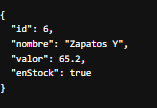 {
"id": 6,
"nombre": "Zapatos Y",
"valor": 65.2,
"enStock": true
}